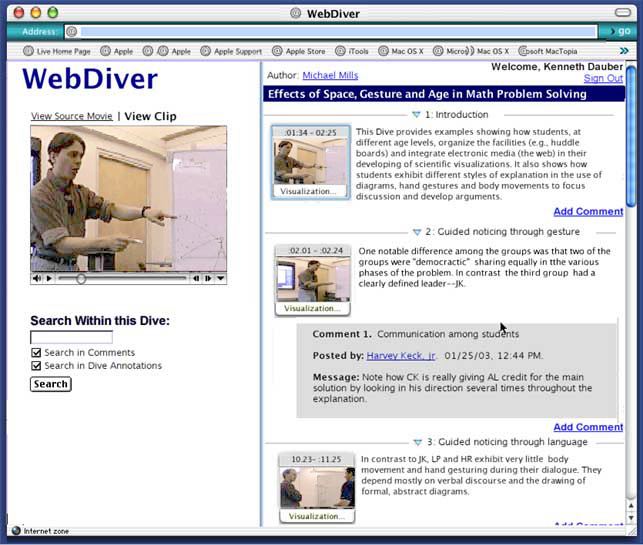 WebDiver
Address: @
go
Live Home Page Apple Apple Apple Support Apple Store iTools Mac OS X Microsoft Mac OS X Microsoft MacTopia »
WebDiver
View Source Movie | View Clip
Search Within this Dive:
Search in Comments
Search in Dive Annotations
Search
Welcome, Kenneth Dauber
Author: Michael Mills
Sign Out
Effects of Space, Gesture and Age in Math Problem Solving
1: Introduction
:01:34 - 02:25
Visualization...
This Dive provides examples showing how students, at
different age levels, organize the facilities (e.g., huddle
boards) and integrate electronic media (the web) in their
developing of scientific visualizations. It also shows how
students exhibit different styles of explanation in the use of
diagrams, hand gestures and body movements to focus
discussion and develop arguments.
Add Comment
2: Guided noticing through gesture
:02.01 - :02.24
Visualization...
One notable difference among the groups was that two of the
groups were "democractic" sharing equally in tthe various
phases of the problem. In contrast the third group had a
clearly defined leader--JK.
Comment 1. Communication among students
Posted by: Harvey Keck, jr. 01/25/03, 12:44 PM.
Message: Note how CK is really giving AL credit for the main
solution by looking in his direction several times throughout the
explanation.
Add Comment
3: Guided noticing through language
10.23- :11.25
Visualization...
In contrast to JK, LP and HR exhibit very little body
movement and hand gesturing during their dialogue. They
depend mostly on verbal discourse and the drawing of
formal, abstract diagrams.
Add Comment
Internet zone